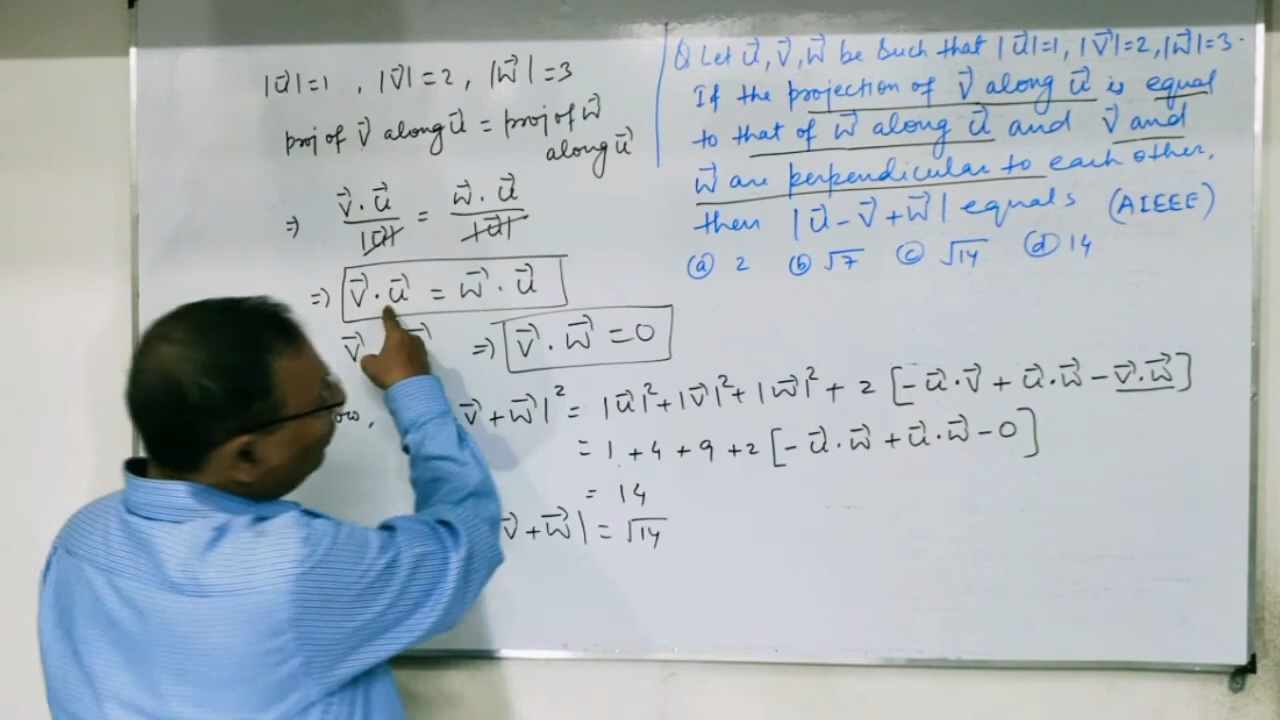 |u⃗|=1 , |v⃗|=2 , |w⃗|=3
proj of v⃗ along u⃗ = proj of w⃗
along u⃗
⇒ v⃗·u⃗/|u⃗| = w⃗·u⃗/|u⃗|
⇒) v⃗·u⃗ = w⃗·u⃗
v⃗ ⇒) v⃗·w⃗ = 0
ow, v⃗+w⃗|² = |u⃗|²+|v⃗|²+|w⃗|²+2[-u⃗·v⃗+u⃗·w⃗-v⃗·w⃗]
= 1+4+9+2[-u⃗·w⃗+u⃗·w⃗-0]
= 14
v⃗+w⃗|=√14
Q Let u⃗, v⃗, w⃗ be such that |u⃗|=1, |v⃗|=2, |w⃗|=3.
If the projection of v⃗ along u⃗ is equal
to that of w⃗ along u⃗ and v⃗ and
w⃗ are perpendicular to each other,
then |u⃗-v⃗+w⃗| equals (AIEEE)
(a) 2 (b) √7 (c) √14 (d) 14